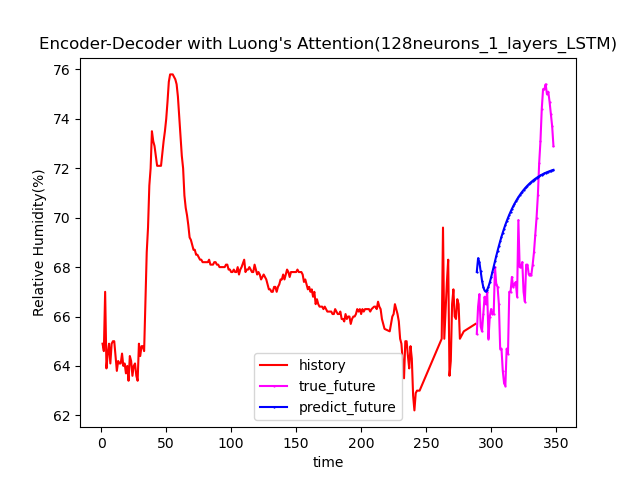 Encoder-Decoder with Luong's Attention(128neurons_1_layers_LSTM)
76
74
72
70
68
66
64
62
Relative Humidity(%)
history
true_future
predict_future
0 50 100 150 200 250 300 350
time